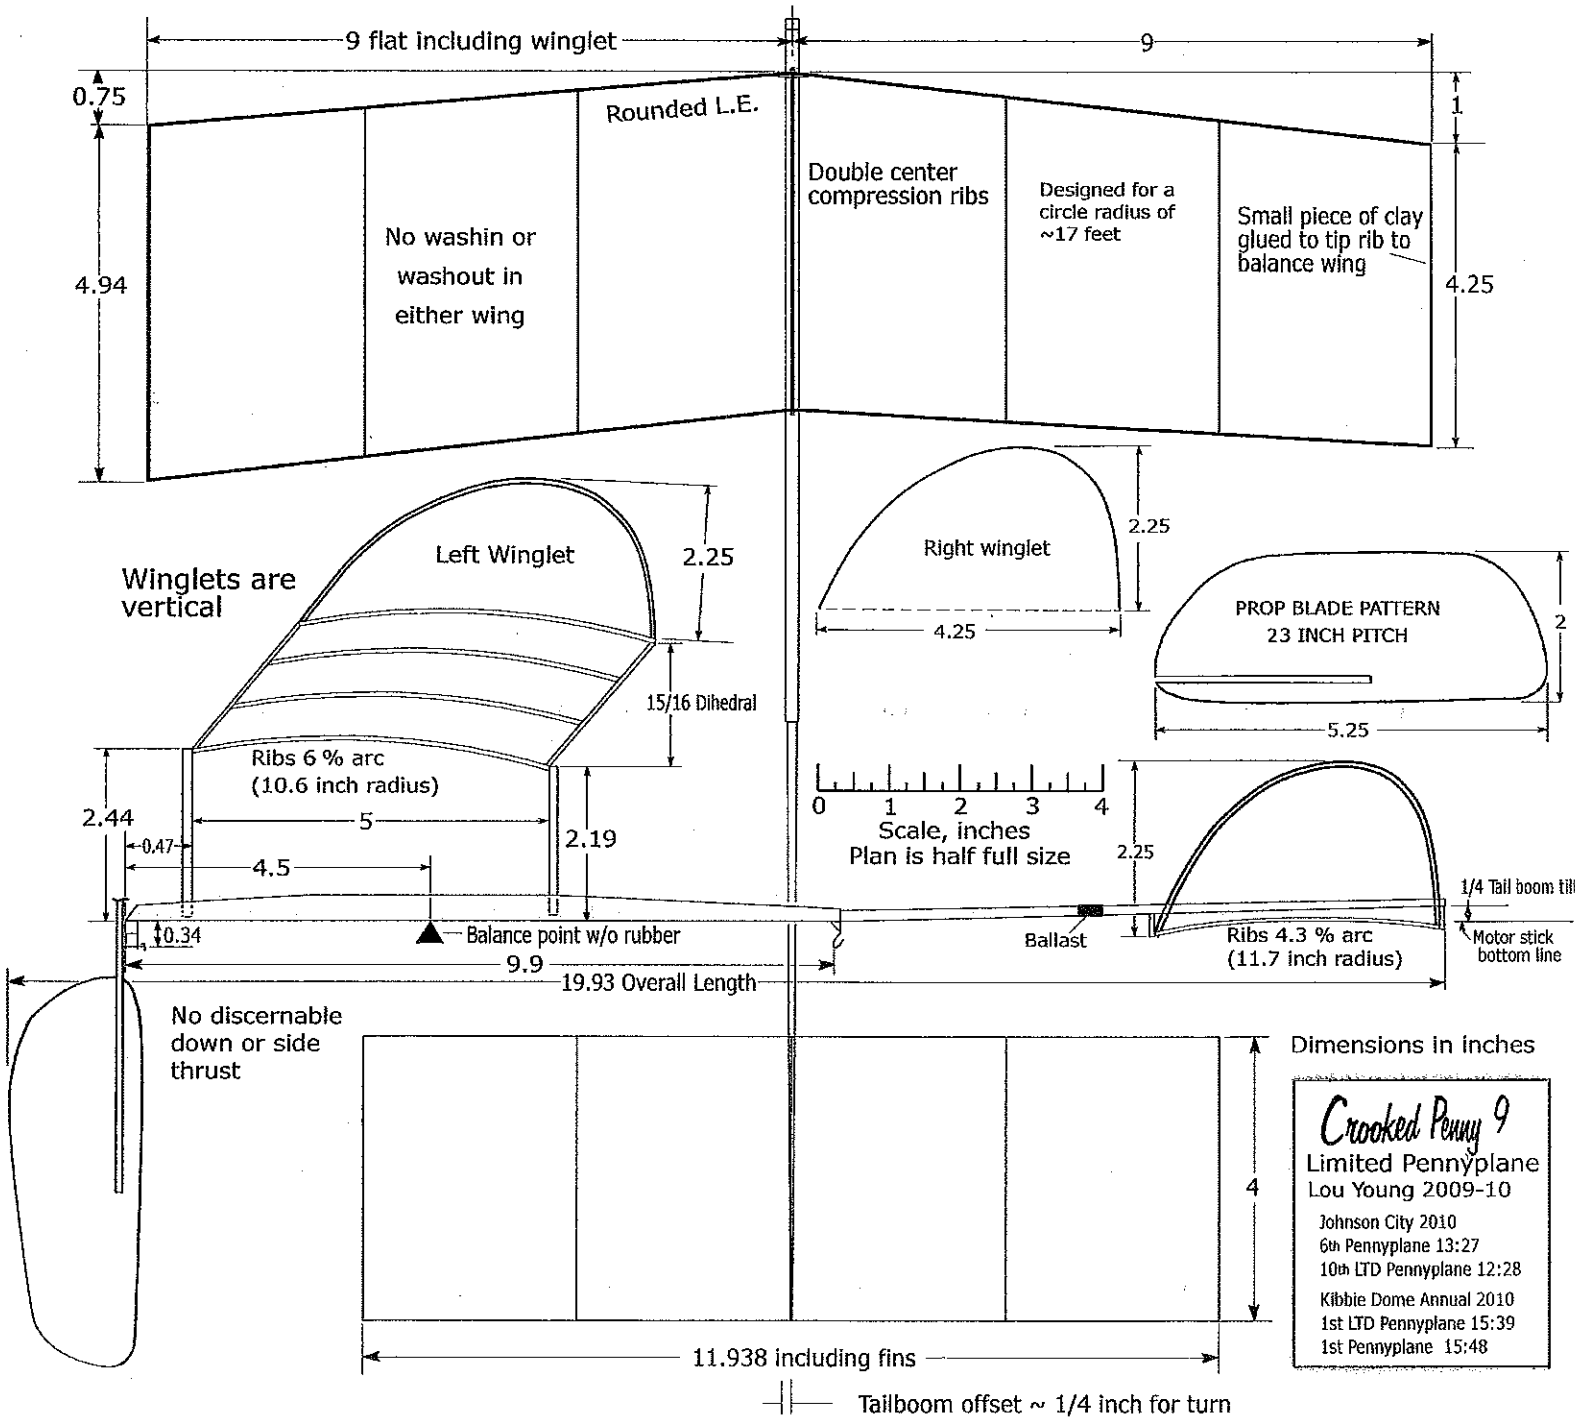 9 flat including winglet
9
0.75
Rounded L.E.
1
Double center
compression ribs
Designed for a
circle radius of
~17 feet
Small piece of clay
glued to tip rib to
balance wing
No washin or
washout in
either wing
4.94
4.25
Left Winglet
2.25
Winglets are
vertical
Right winglet
2.25
4.25
PROP BLADE PATTERN
23 INCH PITCH
2
5.25
15/16 Dihedral
Ribs 6 % arc
(10.6 inch radius)
2.44
5
2.19
0.47
4.5
0 1 2 3 4
Scale, inches
Plan is half full size
2.25
1/4 Tail boom tilt
0.34
Balance point w/o rubber
Ballast
Ribs 4.3 % arc
(11.7 inch radius)
Motor stick
bottom line
9.9
19.93 Overall Length
No discernable
down or side
thrust
Dimensions in inches
4
Crooked Penny 9
Limited Pennyplane
Lou Young 2009-10
Johnson City 2010
6th Pennyplane 13:27
10th LTD Pennyplane 12:28
Kibbie Dome Annual 2010
1st LTD Pennyplane 15:39
1st Pennyplane 15:48
11.938 including fins
Tailboom offset ~ 1/4 inch for turn